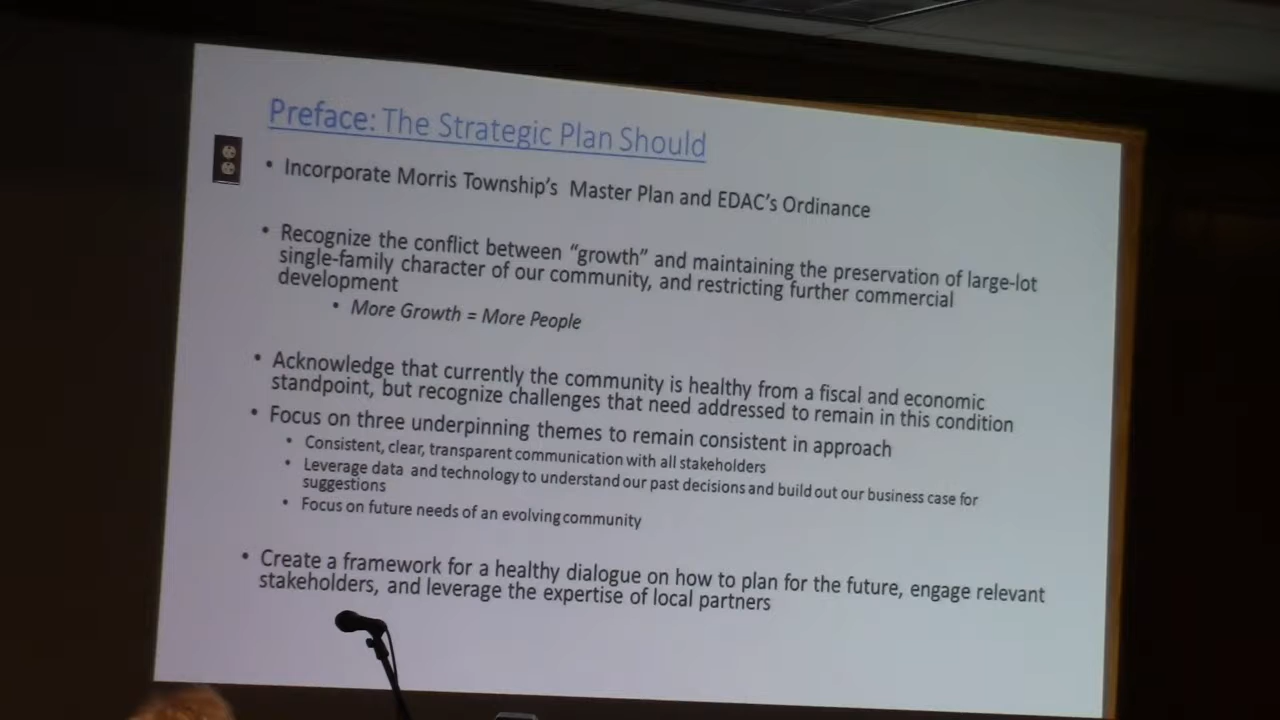 Preface: The Strategic Plan Should
• Incorporate Morris Township's Master Plan and EDAC's Ordinance
• Recognize the conflict between "growth" and maintaining the preservation of large-lot
single-family character of our community, and restricting further commercial
development
• More Growth = More People
• Acknowledge that currently the community is healthy from a fiscal and economic
standpoint, but recognize challenges that need addressed to remain in this condition
• Focus on three underpinning themes to remain consistent in approach
• Consistent, clear, transparent communication with all stakeholders
• Leverage data and technology to understand our past decisions and build out our business case for
suggestions
• Focus on future needs of an evolving community
• Create a framework for a healthy dialogue on how to plan for the future, engage relevant
stakeholders, and leverage the expertise of local partners